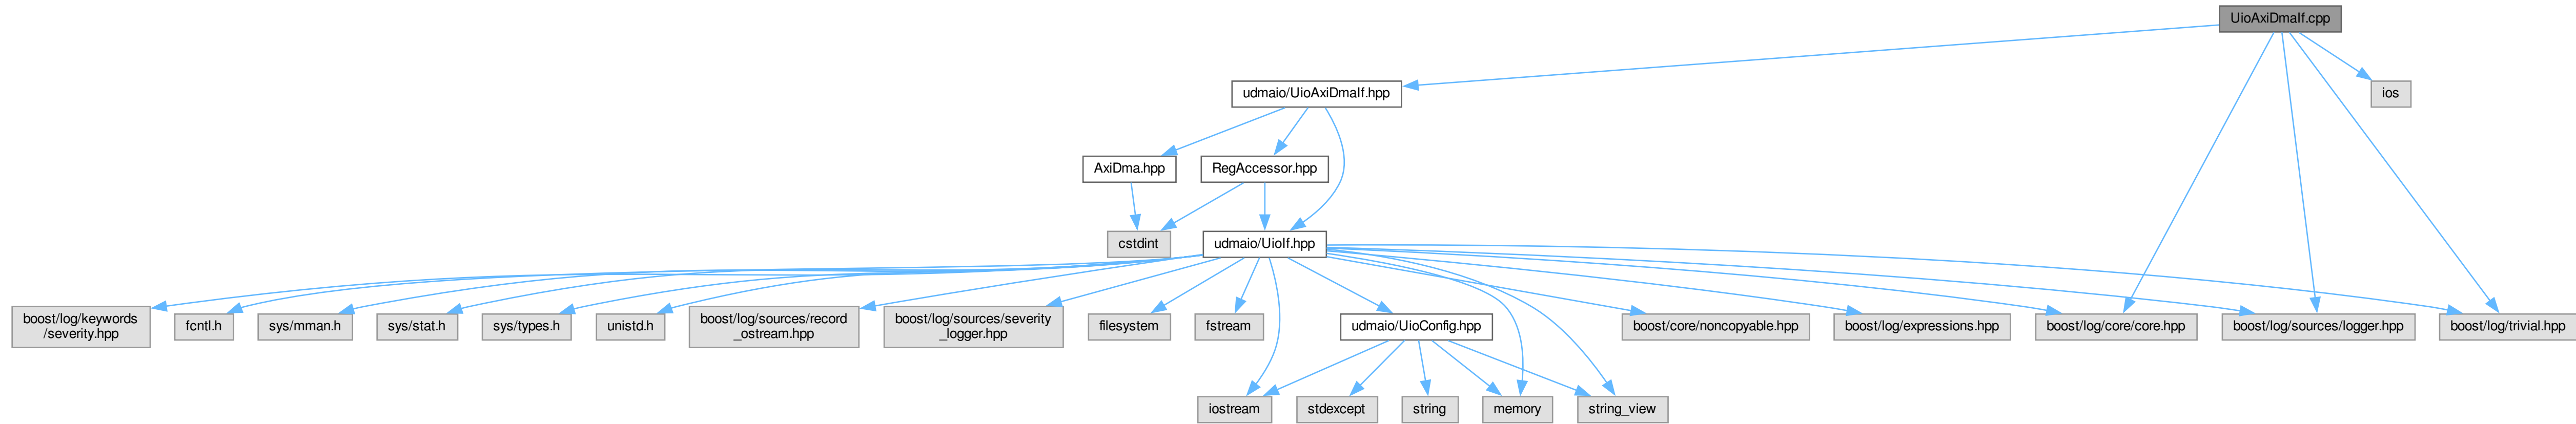 UioAxiDmaIf.cpp
udmaio/UioAxiDmaIf.hpp
ios
AxiDma.hpp
RegAccessor.hpp
cstdint
udmaio/UioIf.hpp
boost/log/keywords
/severity.hpp
fcntl.h
sys/mman.h
sys/stat.h
sys/types.h
unistd.h
boost/log/sources/record
_ostream.hpp
boost/log/sources/severity
_logger.hpp
filesystem
fstream
udmaio/UioConfig.hpp
boost/core/noncopyable.hpp
boost/log/expressions.hpp
boost/log/core/core.hpp
boost/log/sources/logger.hpp
boost/log/trivial.hpp
iostream
stdexcept
string
memory
string_view